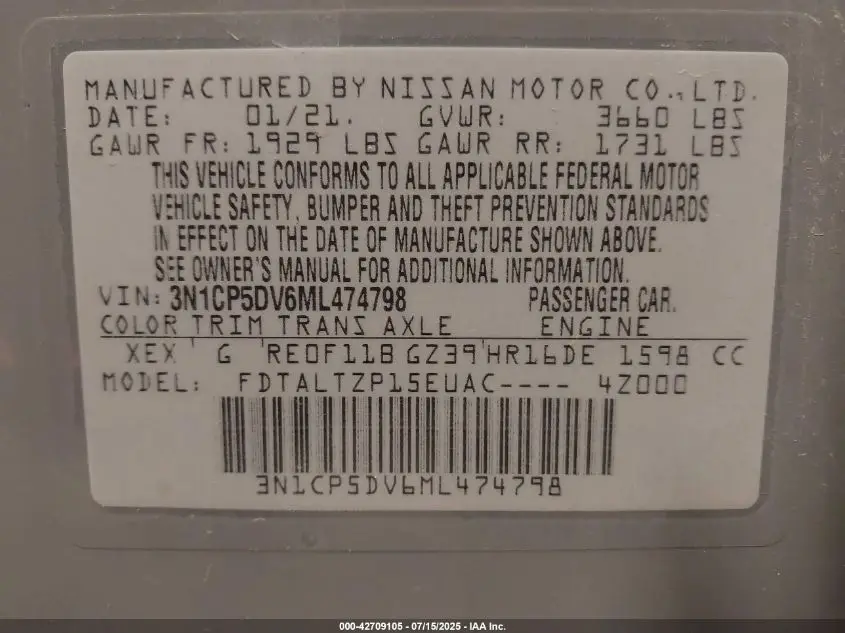 MANUFACTURED BY NISSAN MOTOR CO., LTD.
DATE: 01/21. GVWR: 3660 LBS
GAWR FR: 1929 LBS GAWR RR: 1731 LBS
THIS VEHICLE CONFORMS TO ALL APPLICABLE FEDERAL MOTOR
VEHICLE SAFETY, BUMPER AND THEFT PREVENTION STANDARDS
IN EFFECT ON THE DATE OF MANUFACTURE SHOWN ABOVE.
SEE OWNER'S MANUAL FOR ADDITIONAL INFORMATION.
VIN: 3N1CP5DV6ML474798 PASSENGER CAR.
COLOR TRIM TRANS AXLE ENGINE
XEX G RE0F11B GZ39 HR16DE 1598 CC
MODEL: FDTALTZP15EUAC---- 4Z000
3N1CP5DV6ML474798
000-42709105 - 07/15/2025 - IAA Inc.